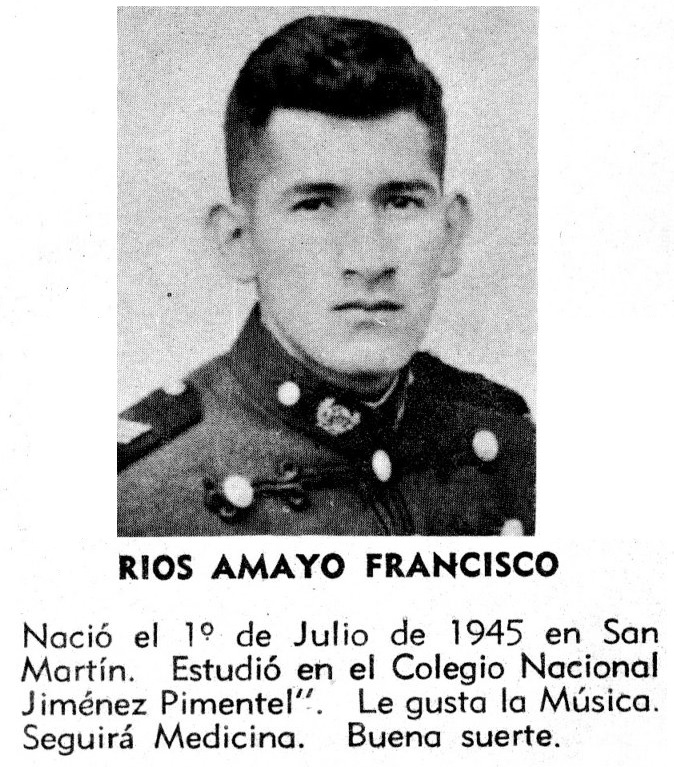 RIOS AMAYO FRANCISCO
Nació el 1º de Julio de 1945 en San
Martín. Estudió en el Colegio Nacional
Jiménez Pimentel". Le gusta la Música.
Seguirá Medicina. Buena suerte.